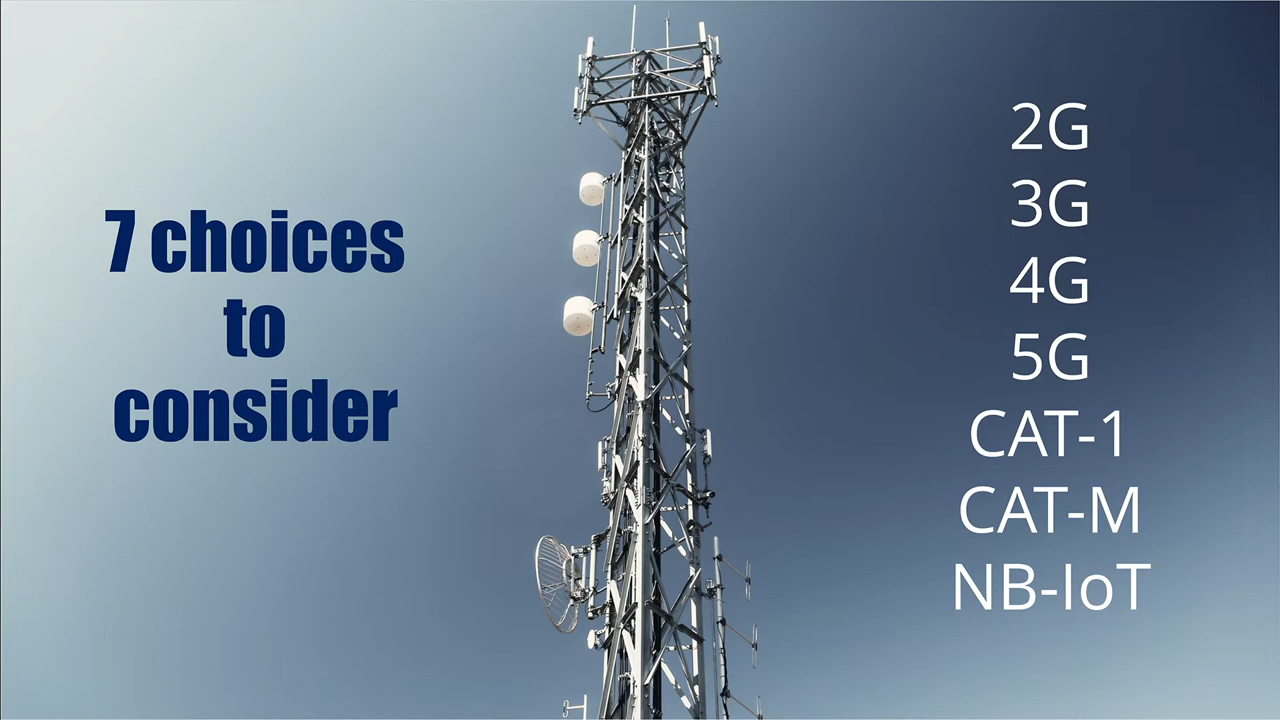 7 choices
to
consider
2G
3G
4G
5G
CAT-1
CAT-M
NB-IoT